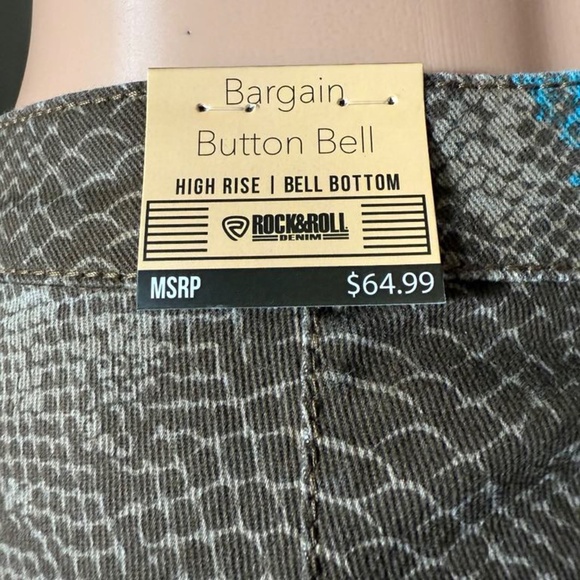 Bargain
Button Bell
HIGH RISE | BELL BOTTOM
ROCK&ROLL
DENIM
MSRP $64.99